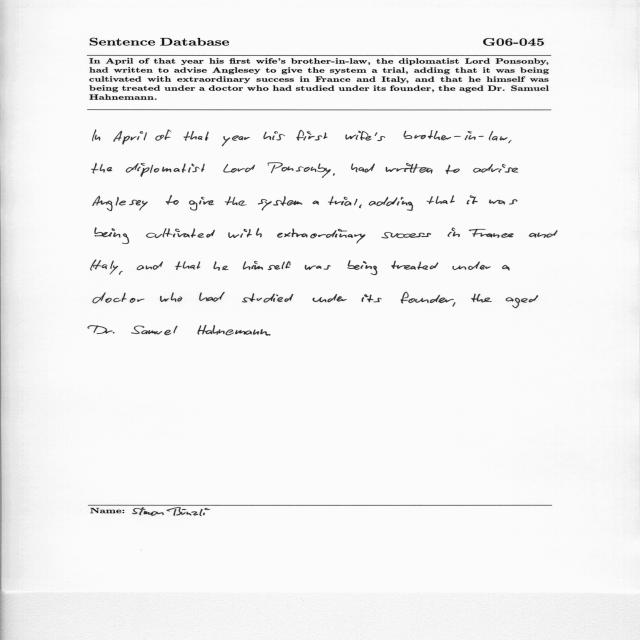 Sentence Database G06-045
In April of that year his first wife's brother-in-law, the diplomatist Lord Ponsonby,
had written to advise Anglesey to give the system a trial, adding that it was being
cultivated with extraordinary success in France and Italy, and that he himself was
being treated under a doctor who had studied under its founder, the aged Dr. Samuel
Hahnemann.
In April of that year his first wife's brother-in-law,
the diplomatist Lord Ponsonby, had written to advise
Anglesey to give the system a trial, adding that it was
being cultivated with extraordinary success in France and
Italy, and that he himself was being treated under a
doctor who had studied under its founder, the aged
Dr. Samuel Hahnemann
Name: Simon Bünzli